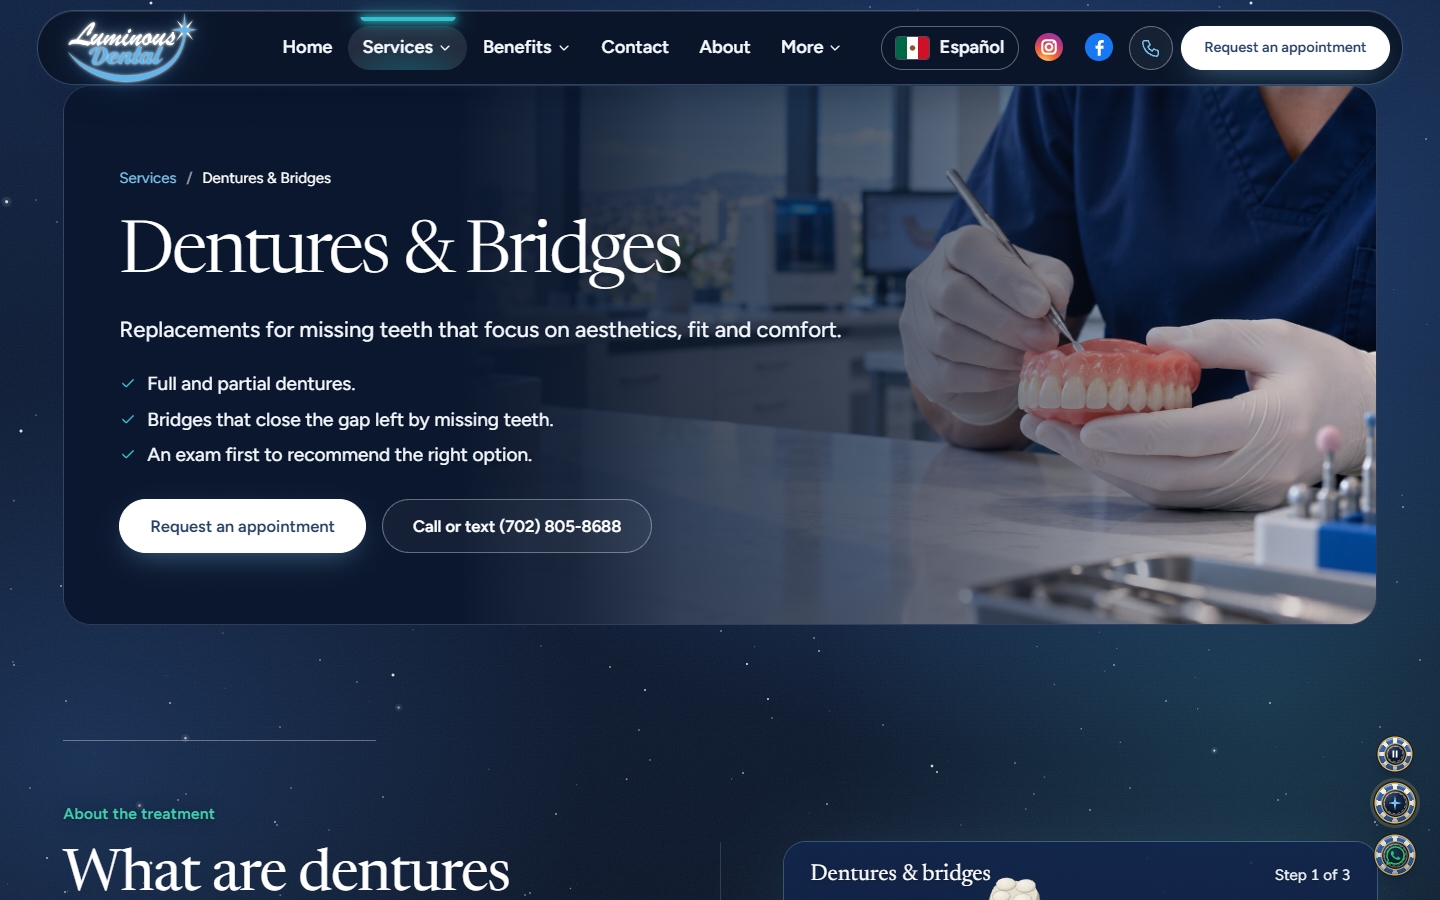 Luminous
Dental
Home
Services
Benefits
Contact
About
More
Español
Request an appointment
Services / Dentures & Bridges
Dentures & Bridges
Replacements for missing teeth that focus on aesthetics, fit and comfort.
Full and partial dentures.
Bridges that close the gap left by missing teeth.
An exam first to recommend the right option.
Request an appointment
Call or text (702) 805-8688
About the treatment
What are dentures
Dentures & bridges
Step 1 of 3